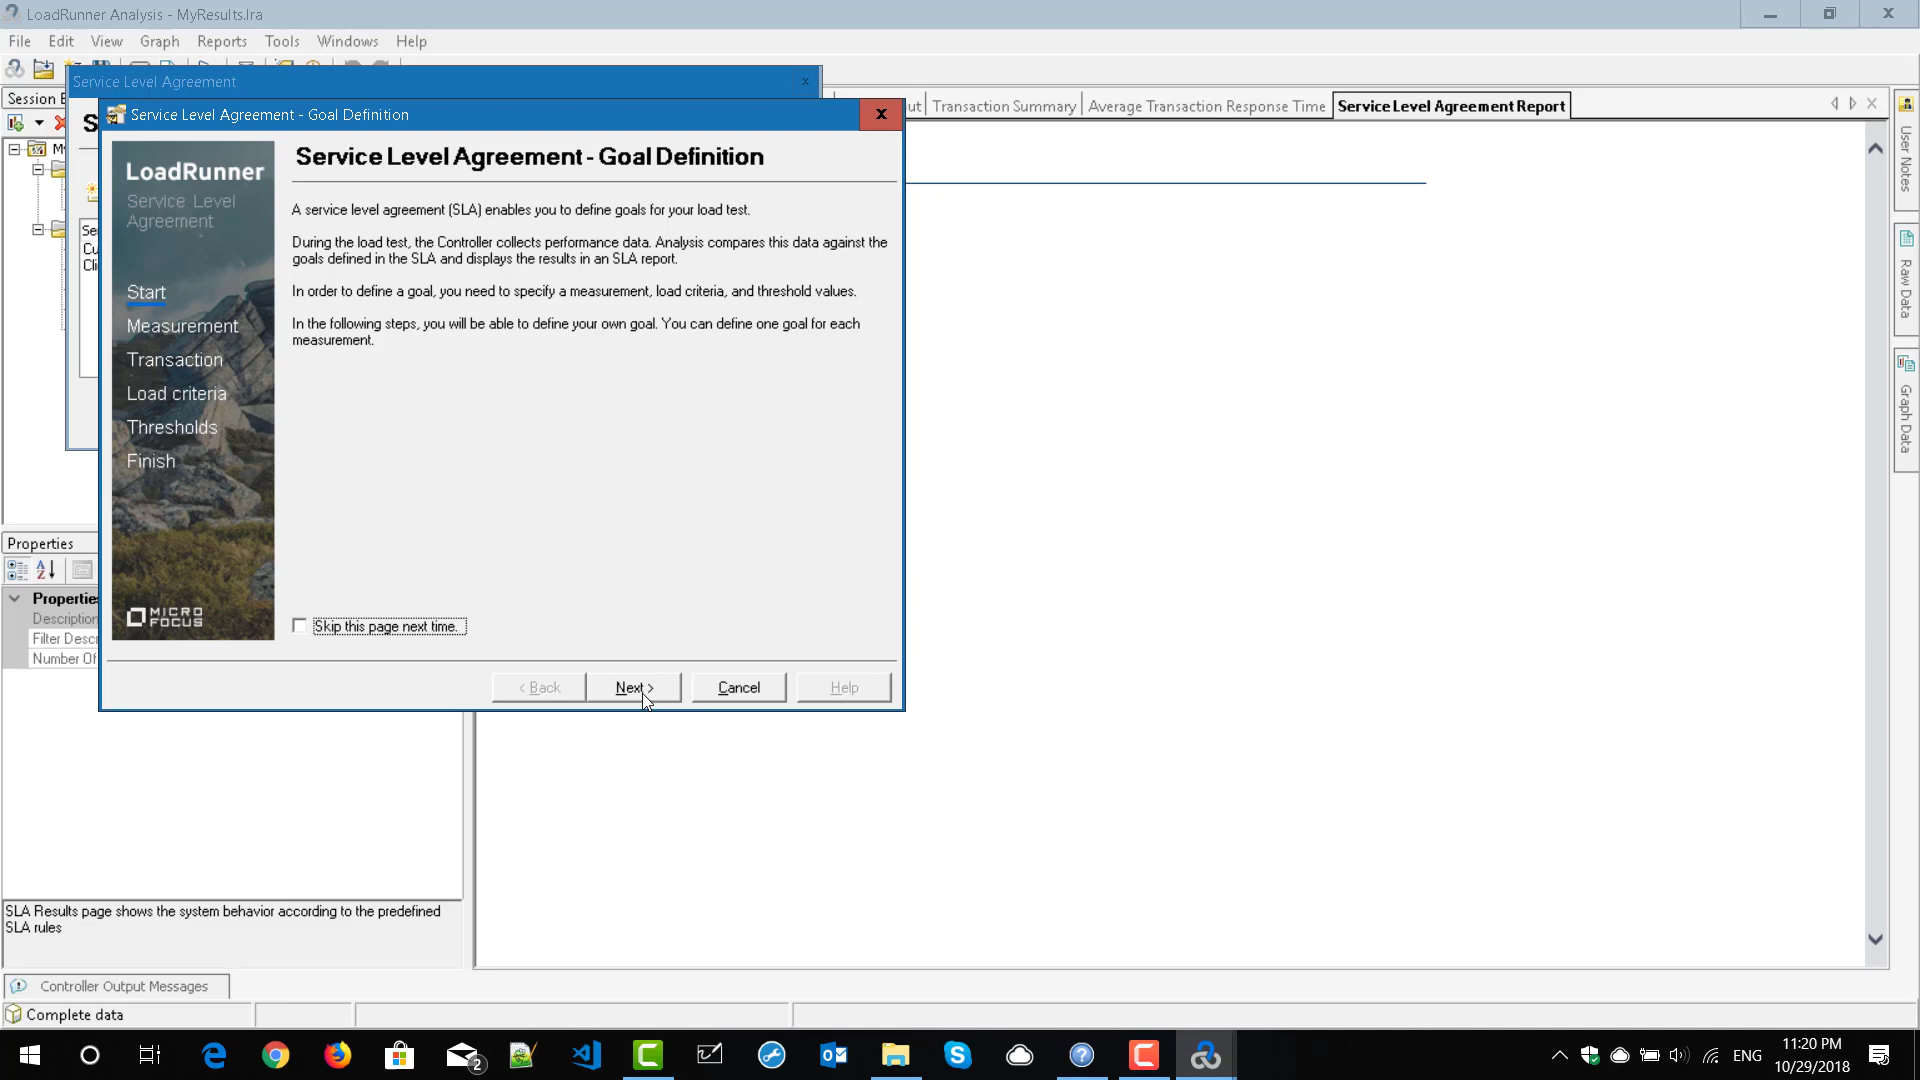 LoadRunner Analysis - MyResults.lra
File Edit View Graph Reports Tools Windows Help
Service Level Agreement
Session
Transaction Summary Average Transaction Response Time Service Level Agreement Report
Service Level Agreement - Goal Definition
LoadRunner
Service Level
Agreement
Start
Measurement
Transaction
Load criteria
Thresholds
Finish
MICRO
FOCUS
Service Level Agreement - Goal Definition
A service level agreement (SLA) enables you to define goals for your load test.
During the load test, the Controller collects performance data. Analysis compares this data against the
goals defined in the SLA and displays the results in an SLA report.
In order to define a goal, you need to specify a measurement, load criteria, and threshold values.
In the following steps, you will be able to define your own goal. You can define one goal for each
measurement.
Skip this page next time.
< Back Next > Cancel Help
User Notes
Raw Data
Graph Data
Properties
Properties
Description
Filter Descr
Number Of
SLA Results page shows the system behavior according to the predefined
SLA rules
Controller Output Messages
Complete data
2
ENG
11:20 PM
10/29/2018